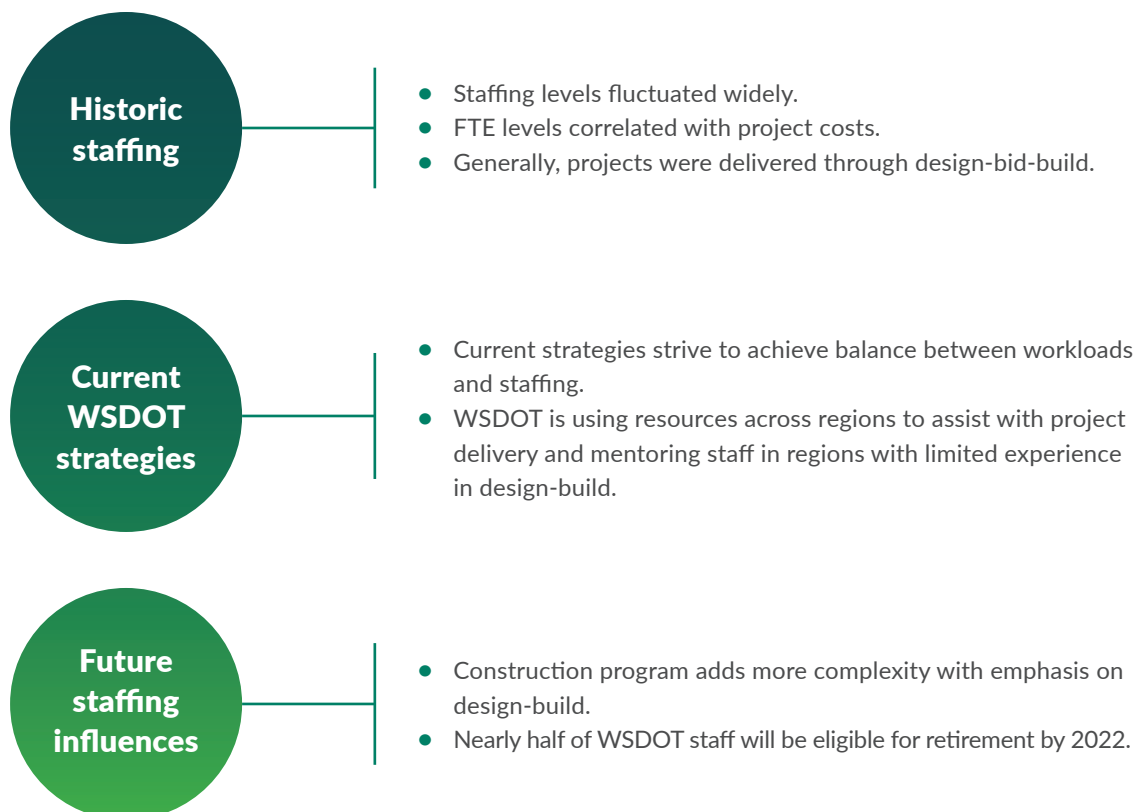 Historic
staffing
● Staffing levels fluctuated widely.
● FTE levels correlated with project costs.
● Generally, projects were delivered through design-bid-build.
Current
WSDOT
strategies
● Current strategies strive to achieve balance between workloads
and staffing.
● WSDOT is using resources across regions to assist with project
delivery and mentoring staff in regions with limited experience
in design-build.
Future
staffing
influences
● Construction program adds more complexity with emphasis on
design-build.
● Nearly half of WSDOT staff will be eligible for retirement by 2022.